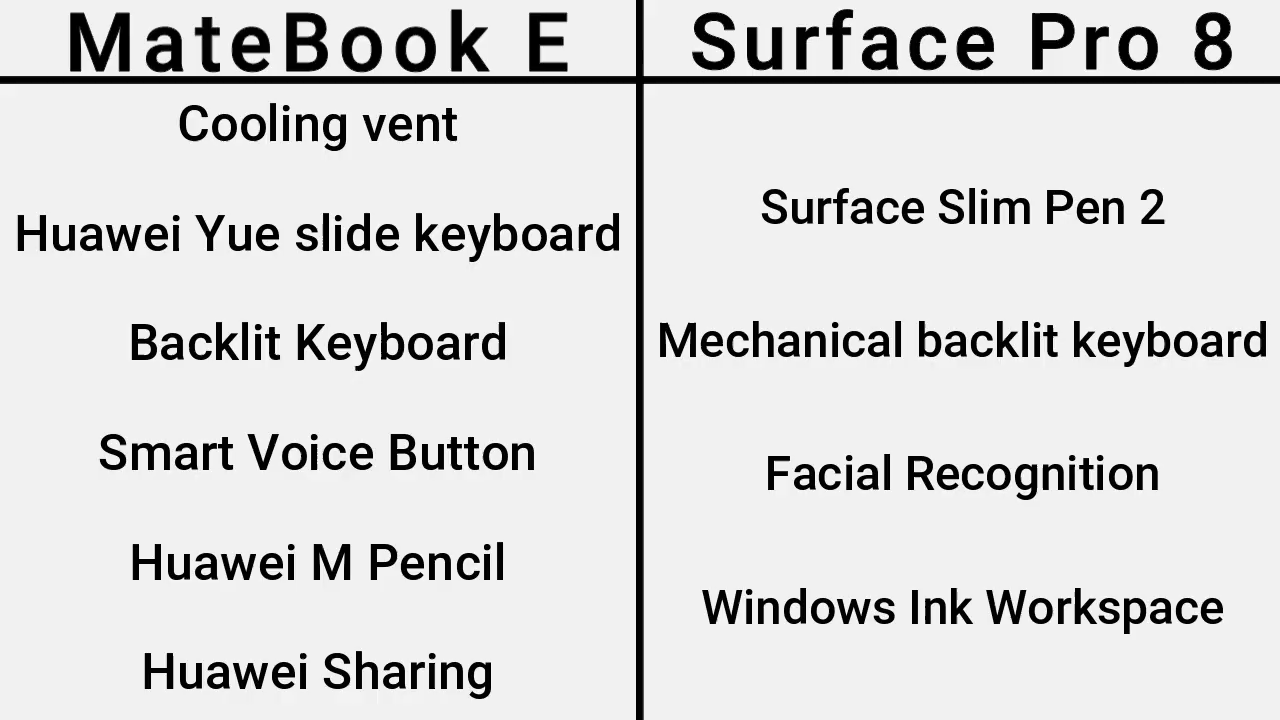 MateBook E
Cooling vent
Huawei Yue slide keyboard
Backlit Keyboard
Smart Voice Button
Huawei M Pencil
Huawei Sharing
Surface Pro 8
Surface Slim Pen 2
Mechanical backlit keyboard
Facial Recognition
Windows Ink Workspace